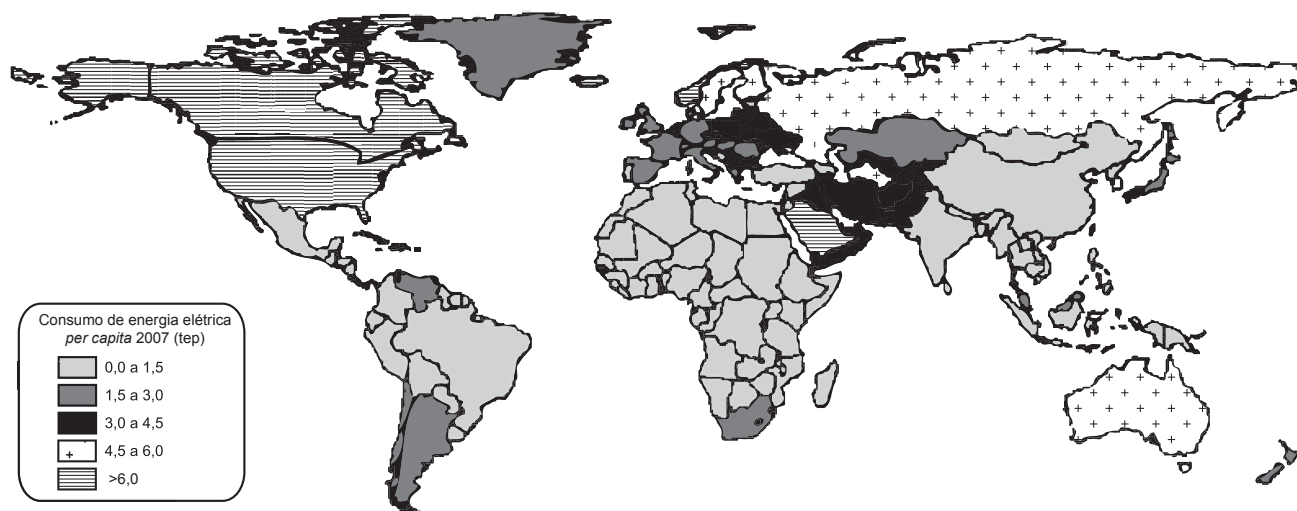 Consumo de energia elétrica
per capita 2007 (tep)
0,0 a 1,5
1,5 a 3,0
3,0 a 4,5
4,5 a 6,0
>6,0